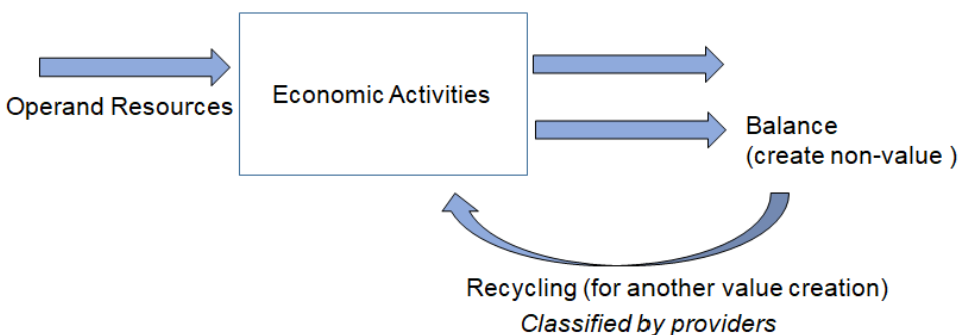 Operand Resources
Economic Activities
Balance
(create non-value )
Recycling (for another value creation)
Classified by providers